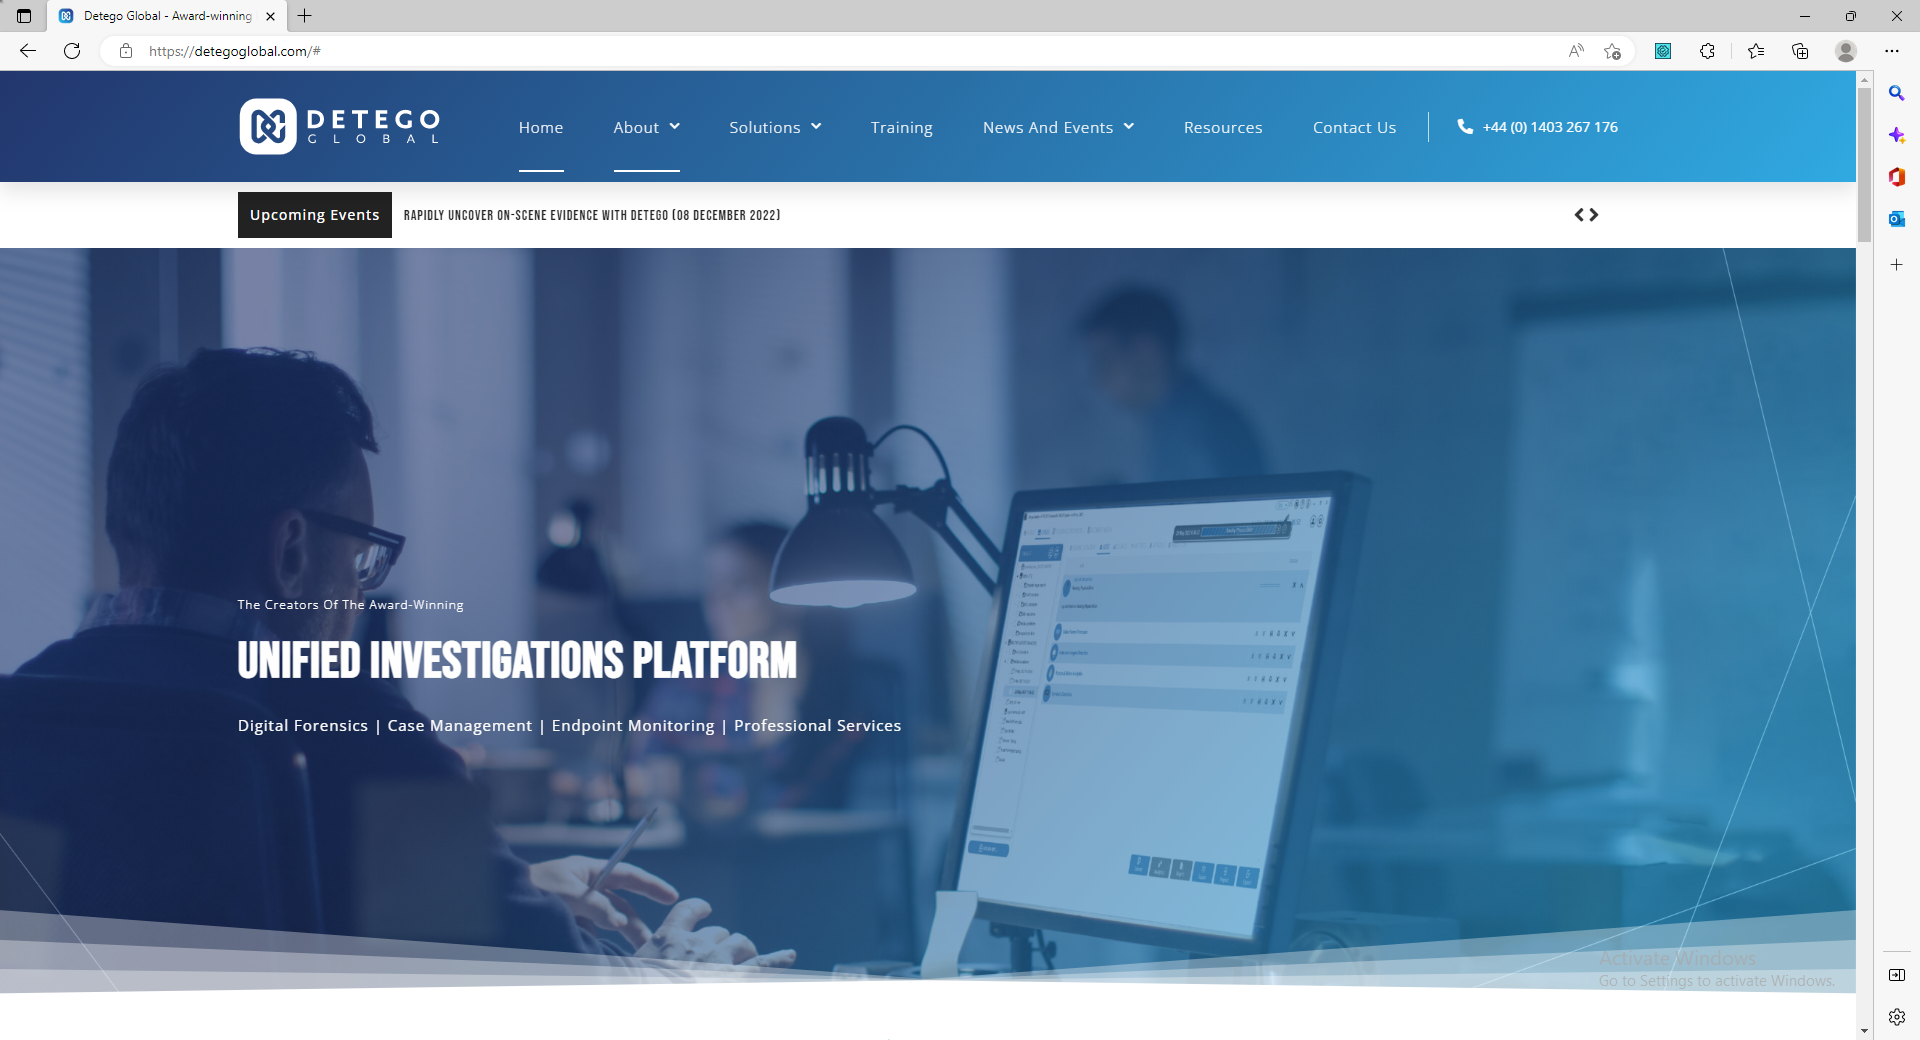 Detego Global - Award-winning
https://detegoglobal.com/#
DETEGO
GLOBAL
Home
About
Solutions
Training
News And Events
Resources
Contact Us
+44 (0) 1403 267 176
Upcoming Events
RAPIDLY UNCOVER ON-SCENE EVIDENCE WITH DETEGO (08 DECEMBER 2022)
The Creators Of The Award-Winning
UNIFIED INVESTIGATIONS PLATFORM
Digital Forensics | Case Management | Endpoint Monitoring | Professional Services
Activate Windows
Go to Settings to activate Windows.